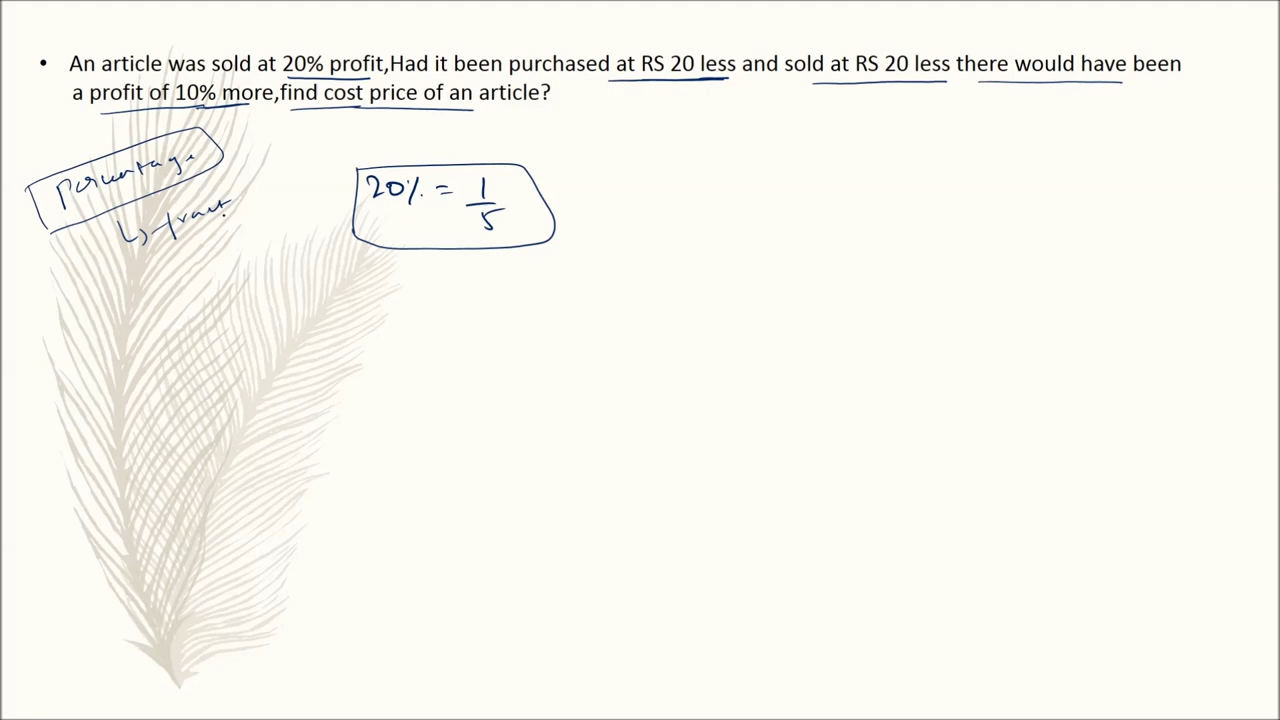 • An article was sold at 20% profit,Had it been purchased at RS 20 less and sold at RS 20 less there would have been
a profit of 10% more,find cost price of an article?
Percentage
↳ fract
20% = 1/5